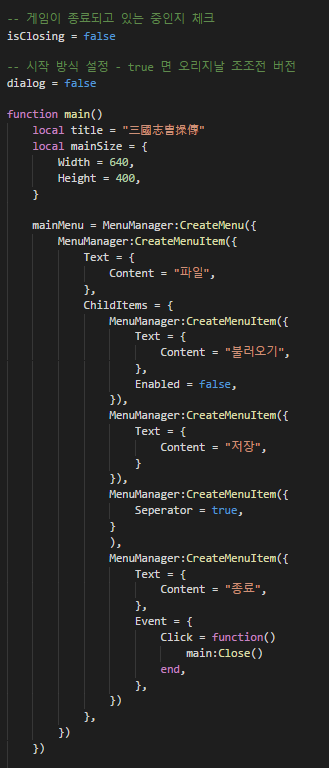 -- 게임이 종료되고 있는 중인지 체크
isClosing = false
-- 시작 방식 설정 - true 면 오리지날 조조전 버전
dialog = false
function main()
local title = "三國志曹操傳"
local mainSize = {
Width = 640,
Height = 400,
}
mainMenu = MenuManager:CreateMenu({
MenuManager:CreateMenuItem({
Text = {
Content = "파일",
},
ChildItems = {
MenuManager:CreateMenuItem({
Text = {
Content = "불러오기",
},
Enabled = false,
}),
MenuManager:CreateMenuItem({
Text = {
Content = "저장",
}
}),
MenuManager:CreateMenuItem({
Seperator = true,
}
),
MenuManager:CreateMenuItem({
Text = {
Content = "종료",
},
Event = {
Click = function()
main:Close()
end,
},
})
},
})
})